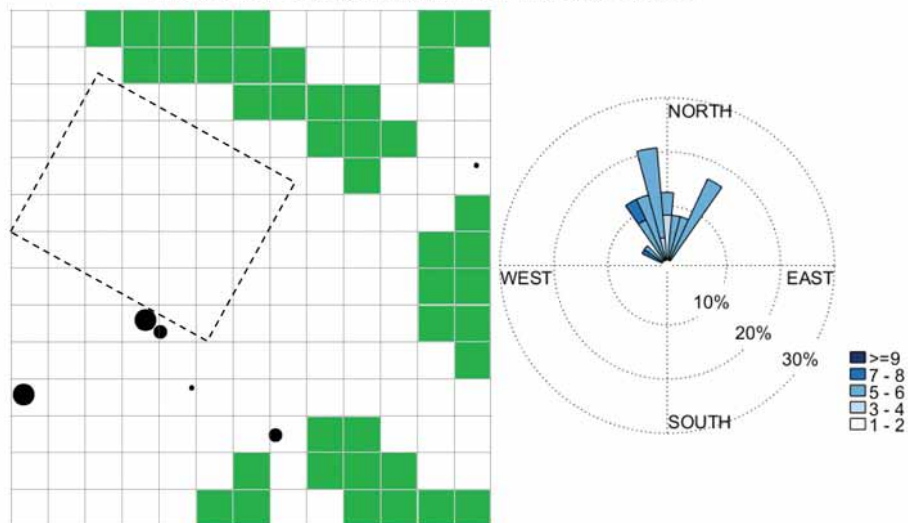 NORTH
WEST
EAST
10%
20%
30%
SOUTH
>=9
7 - 8
5 - 6
3 - 4
1 - 2